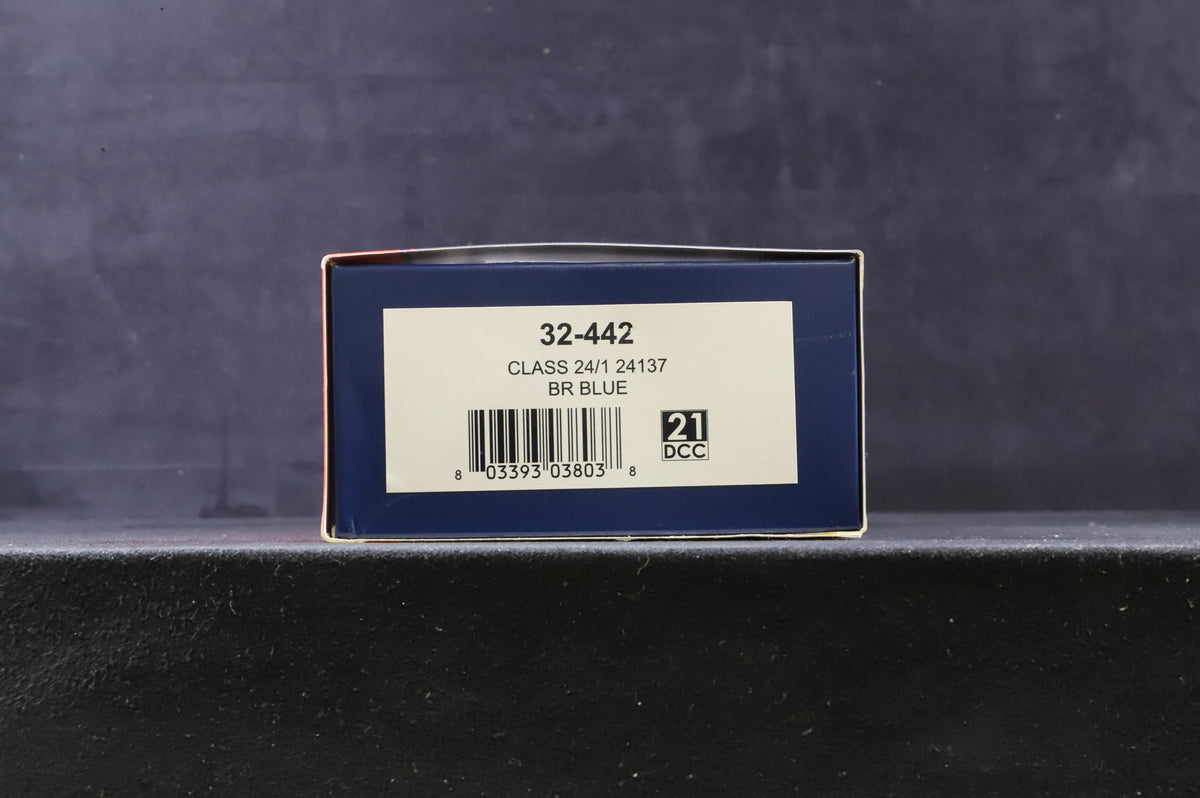 32-442
CLASS 24/1 24137
BR BLUE
21
DCC
8 03393 03803 8